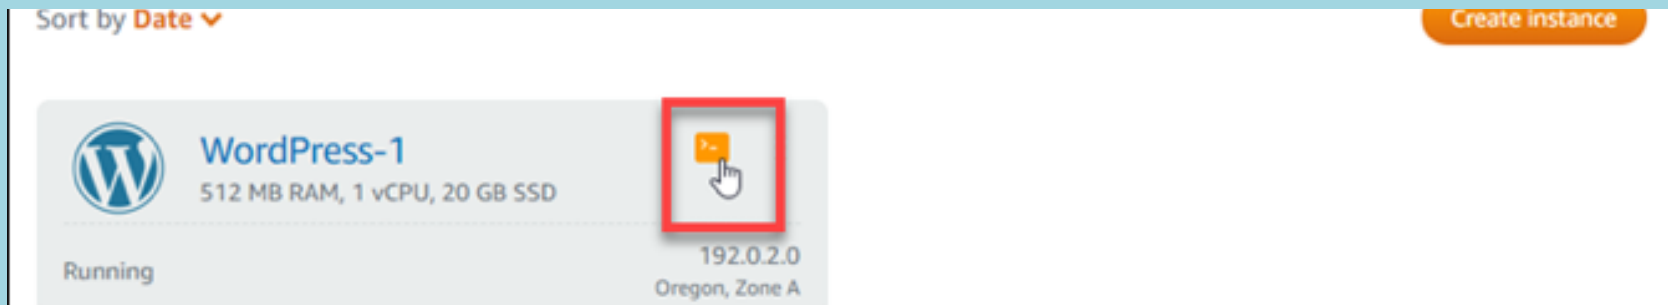 Sort by Date
Create instance
WordPress-1
512 MB RAM, 1 vCPU, 20 GB SSD
Running
192.0.2.0
Oregon, Zone A